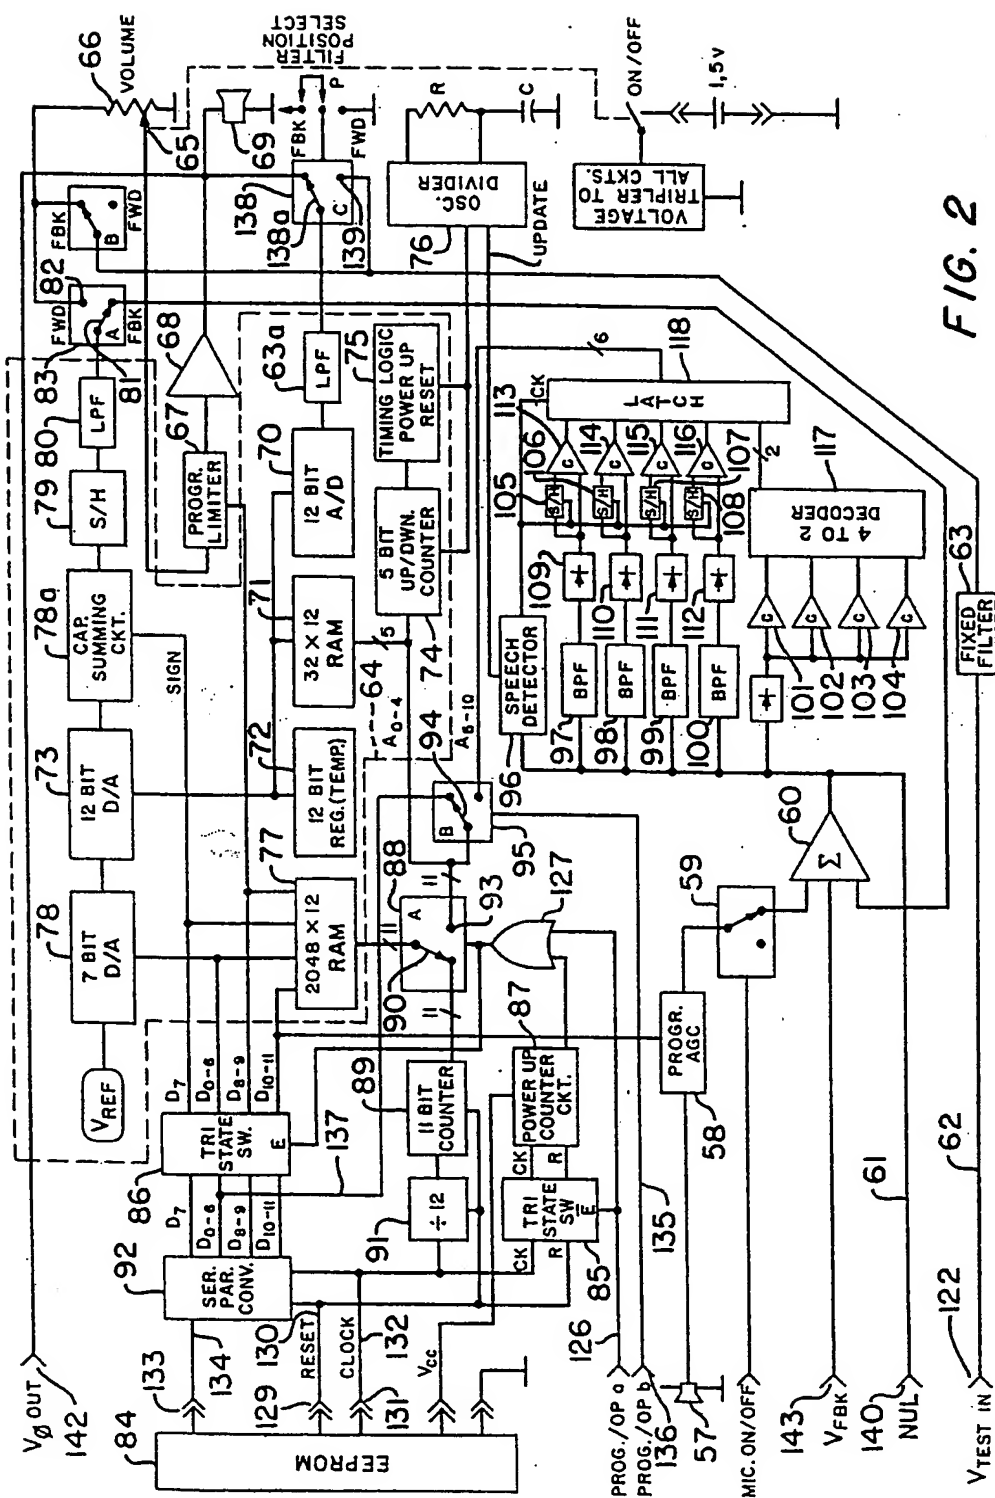 FIG. 2
VØ OUT
142
133
134
84
EEPROM
129
RESET
130
CLOCK
132
131
VCC
92
SER.
PAR.
CONV.
D7
D0-6
D8-9
D10-11
86
TRI
STATE
SW.
E
D7
D0-6
D8-9
D10-11
137
VREF
78
7 BIT
D/A
73
12 BIT
D/A
78a
CAP.
SUMMING
CKT.
SIGN
79
S/H
80
LPF
83
81
82
FWD
A
FBK
FBK
B
FWD
65
66
VOLUME
67
PROGR.
LIMITER
68
69
FILTER
POSITION
SELECT
FBK
P
FWD
138
138a
C
139
63a
LPF
70
12 BIT
A/D
71
32 X 12
RAM
72
12 BIT
REG.(TEMP.)
77
2048 X 12
RAM
64
5
74
5 BIT
UP/DWN.
COUNTER
75
TIMING LOGIC
POWER UP
RESET
76
OSC.
DIVIDER
R
C
UPDATE
ON/OFF
1,5V
VOLTAGE
TRIPLER TO
ALL CKTS.
A0-4
A6-10
94
B
95
11
88
A
11
93
90
11
89
11 BIT
COUNTER
91
÷12
CK
R
TRI
STATE
SW
E
85
CK
R
87
POWER UP
COUNTER
CKT.
127
126
PROG./OP a
PROG./OP b
136
135
57
58
PROGR.
AGC
59
MIC. ON/OFF
60
Σ
143
VFBK
140
NUL
61
62
122
VTEST IN
63
FIXED
FILTER
96
SPEECH
DETECTOR
97
BPF
98
BPF
99
BPF
100
BPF
109
110
111
112
105
S/H
106
S/H
S/H
107
S/H
108
113
C
114
C
115
C
116
C
CK
LATCH
118
6
2
101
C
102
C
103
C
104
C
4 TO 2
DECODER
117